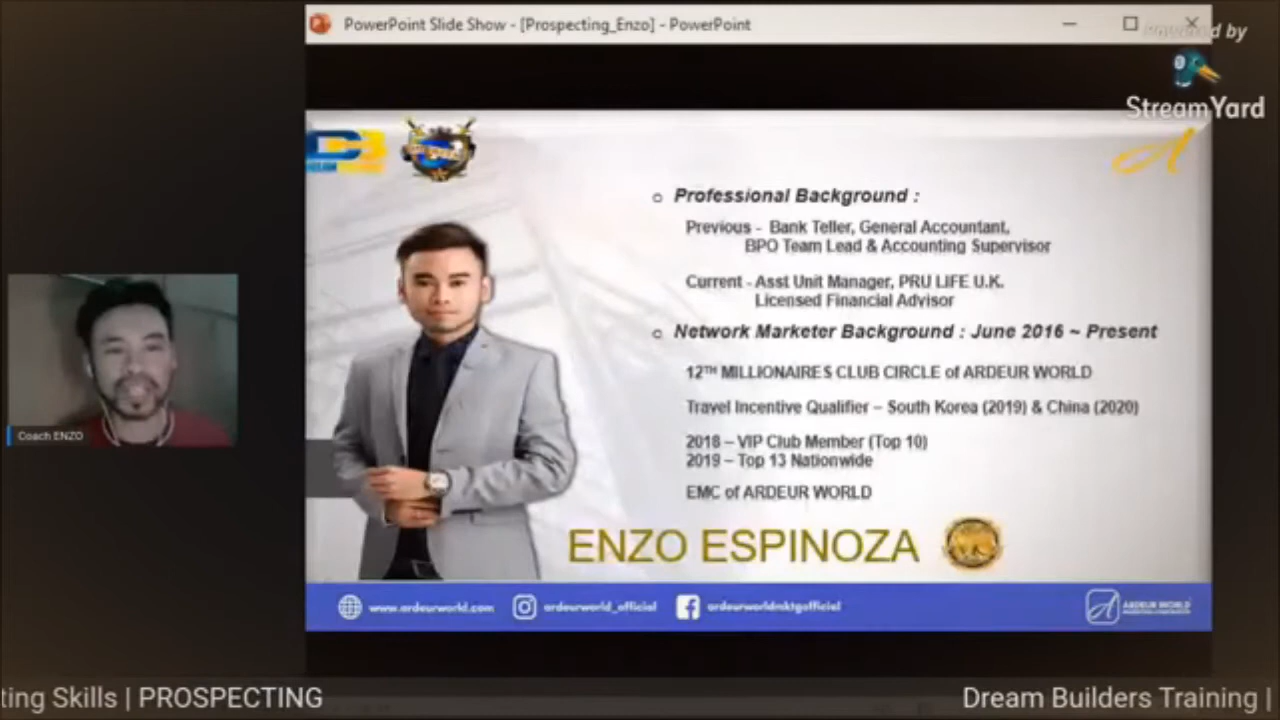 PowerPoint Slide Show - [Prospecting_Enzo] - PowerPoint
Powered by
StreamYard
Professional Background :
Previous - Bank Teller, General Accountant,
BPO Team Lead & Accounting Supervisor
Current - Asst Unit Manager, PRU LIFE U.K.
Licensed Financial Advisor
Network Marketer Background : June 2016 ~ Present
12TH MILLIONAIRES CLUB CIRCLE of ARDEUR WORLD
Travel Incentive Qualifier – South Korea (2019) & China (2020)
2018 – VIP Club Member (Top 10)
2019 – Top 13 Nationwide
EMC of ARDEUR WORLD
ENZO ESPINOZA
Coach ENZO
www.ardeurworld.com
ardeurworld_official
ardeurworldmktgofficial
ARDEUR WORLD
ting Skills | PROSPECTING
Dream Builders Training |